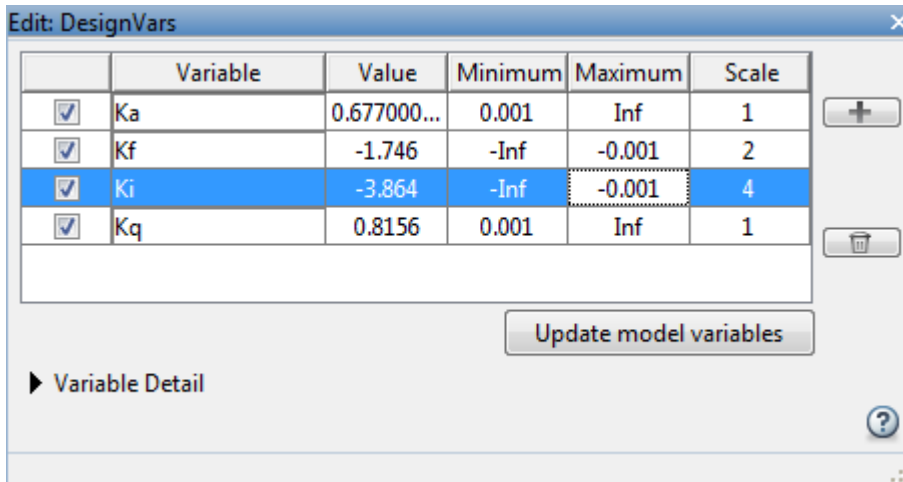 Edit: DesignVars
Variable Value Minimum Maximum Scale
Ka 0.677000... 0.001 Inf 1
Kf -1.746 -Inf -0.001 2
Ki -3.864 -Inf -0.001 4
Kq 0.8156 0.001 Inf 1
Update model variables
Variable Detail